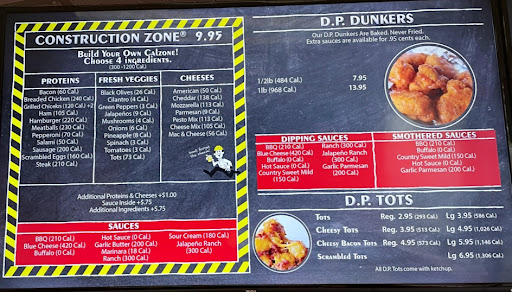 CONSTRUCTION ZONE® 9.95
Build Your Own Calzone!
Choose 4 ingredients.
(300 -1200 Cal.)
PROTEINS
Bacon (60 Cal.)
Breaded Chicken (240 Cal.)
Grilled Chicken (120 Cal.)
Ham (105 Cal.)
Hamburger (220 Cal.)
Meatballs (230 Cal.)
Pepperoni (70 Cal.)
Salami (50 Cal.)
Sausage (200 Cal.)
Scrambled Eggs (160 Cal.)
Steak (210 Cal.)
FRESH VEGGIES
Black Olives (26 Cal.)
Cilantro (4 Cal.)
Green Peppers (3 Cal.)
Jalapeños (9 Cal.)
Mushrooms (4 Cal.)
Onions (6 Cal.)
Pineapple (8 Cal.)
Spinach (3 Cal.)
Tomatoes (3 Cal.)
Tots (73 Cal.)
CHEESES
American (50 Cal.)
Cheddar (138 Cal.)
Mozzarella (113 Cal.)
Parmesan (9 Cal.)
Pesto Mix (113 Cal.)
Cheese Mix (105 Cal.)
Mac & Cheese (56 Cal.)
Additional Proteins & Cheeses +$1.00
Sauce Inside +5.75
Additional Ingredients +5.75
SAUCES
BBQ (210 Cal.)
Blue Cheese (420 Cal.)
Buffalo (0 Cal.)
Hot Sauce (0 Cal.)
Garlic Butter (200 Cal.)
Marinara (18 Cal.)
Ranch (300 Cal.)
Sour Cream (180 Cal.)
Jalapeño Ranch
(300 Cal.)
D.P. DUNKERS
Our D.P. Dunkers Are Baked. Never Fried.
Extra sauces are available for .95 cents each.
1/2lb (484 Cal.) 7.95
1lb (968 Cal.) 13.95
DIPPING SAUCES
BBQ (210 Cal.)
Blue Cheese (420 Cal.)
Buffalo (0 Cal.)
Hot Sauce (0 Cal.)
Country Sweet Mild
(150 Cal.)
Ranch (300 Cal.)
Jalapeño Ranch
(300 Cal.)
Garlic Parmesan
(200 Cal.)
SMOTHERED SAUCES
BBQ (210 Cal.)
Buffalo (0 Cal.)
Country Sweet Mild (150 Cal.)
Hot Sauce (0 Cal.)
Garlic Parmesan (200 Cal.)
D.P. TOTS
Tots Reg. 2.95 (293 Cal.) Lg 3.95 (586 Cal.)
Cheesy Tots Reg. 3.95 (513 Cal.) Lg 4.95 (1,026 Cal.)
Cheesy Bacon Tots Reg. 4.95 (573 Cal.) Lg 5.95 (1,146 Cal.)
Scrambled Tots Lg 6.95 (1,306 Cal.)
All D.P. Tots come with ketchup.